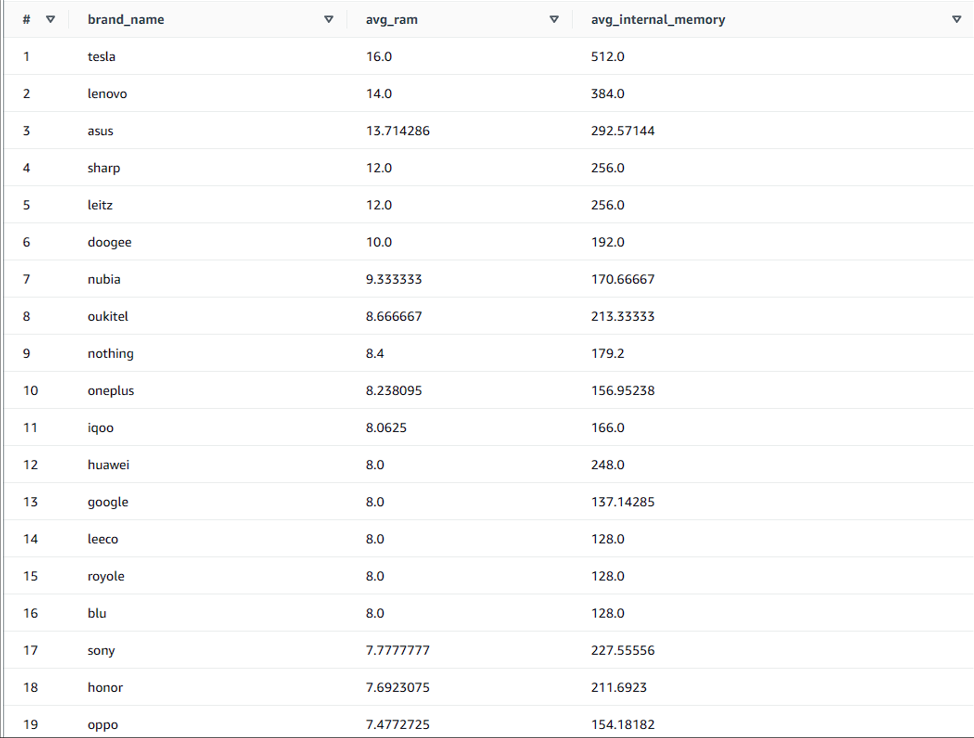 # brand_name avg_ram avg_internal_memory
1 tesla 16.0 512.0
2 lenovo 14.0 384.0
3 asus 13.714286 292.57144
4 sharp 12.0 256.0
5 leitz 12.0 256.0
6 doogee 10.0 192.0
7 nubia 9.333333 170.66667
8 oukitel 8.666667 213.33333
9 nothing 8.4 179.2
10 oneplus 8.238095 156.95238
11 iqoo 8.0625 166.0
12 huawei 8.0 248.0
13 google 8.0 137.14285
14 leeco 8.0 128.0
15 royole 8.0 128.0
16 blu 8.0 128.0
17 sony 7.7777777 227.55556
18 honor 7.6923075 211.6923
19 oppo 7.4772725 154.18182